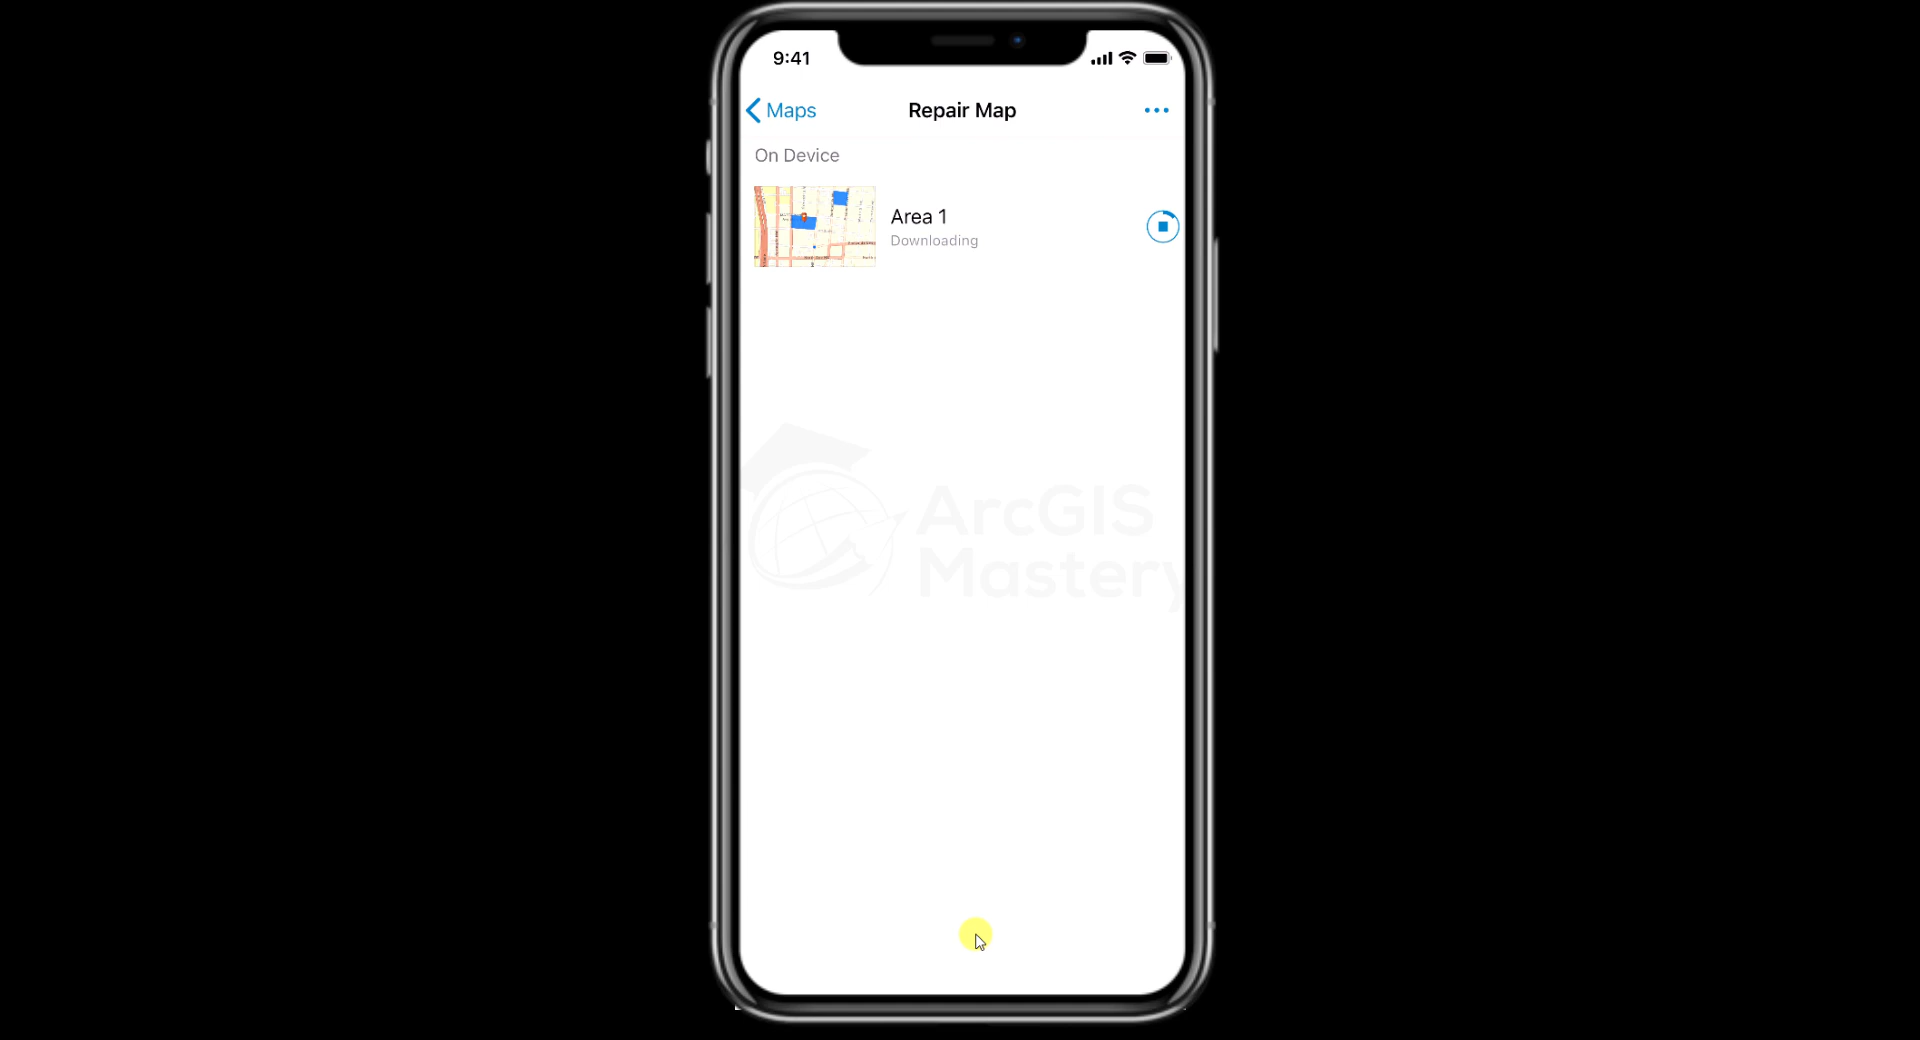 9:41
Maps
Repair Map
On Device
Area 1
Downloading
ArcGIS
Mastery